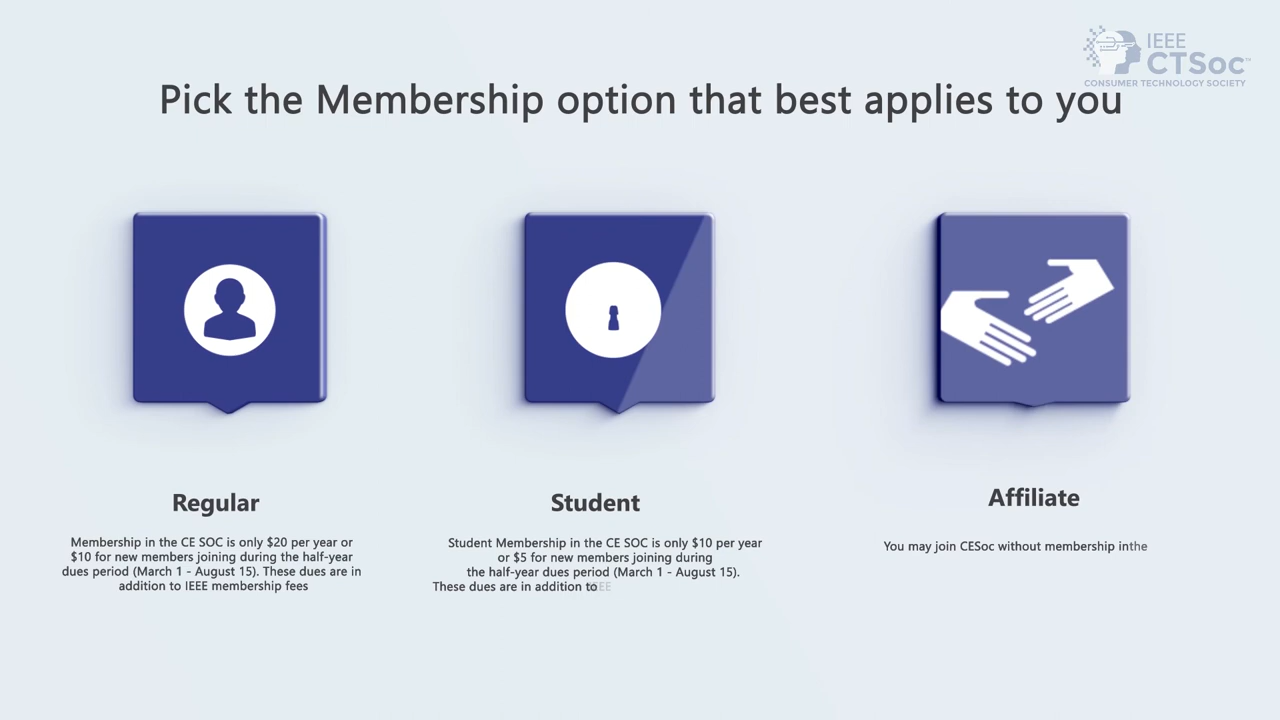 IEEE
CTSoc™
CONSUMER TECHNOLOGY SOCIETY
Pick the Membership option that best applies to you
Regular
Membership in the CE SOC is only $20 per year or
$10 for new members joining during the half-year
dues period (March 1 - August 15). These dues are in
addition to IEEE membership fees
Student
Student Membership in the CE SOC is only $10 per year
or $5 for new members joining during
the half-year dues period (March 1 - August 15).
These dues are in addition to IEEE
Affiliate
You may join CESoc without membership inthe